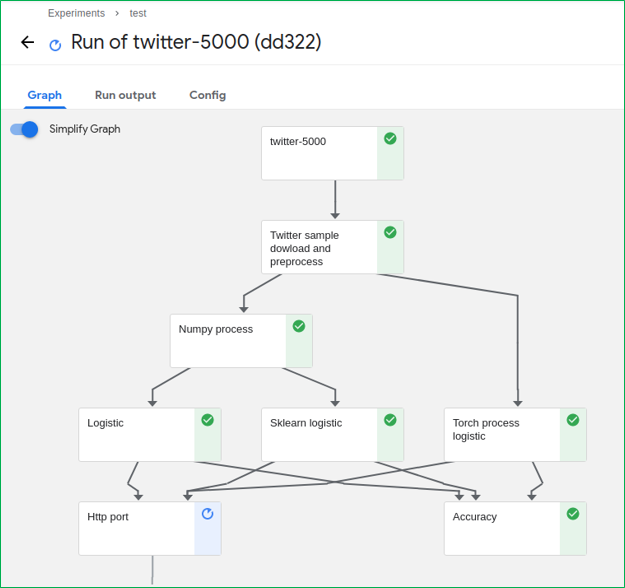 Experiments > test
Run of twitter-5000 (dd322)
Graph Run output Config
Simplify Graph
twitter-5000
Twitter sample
dowload and
preprocess
Numpy process
Logistic
Sklearn logistic
Torch process
logistic
Http port
Accuracy